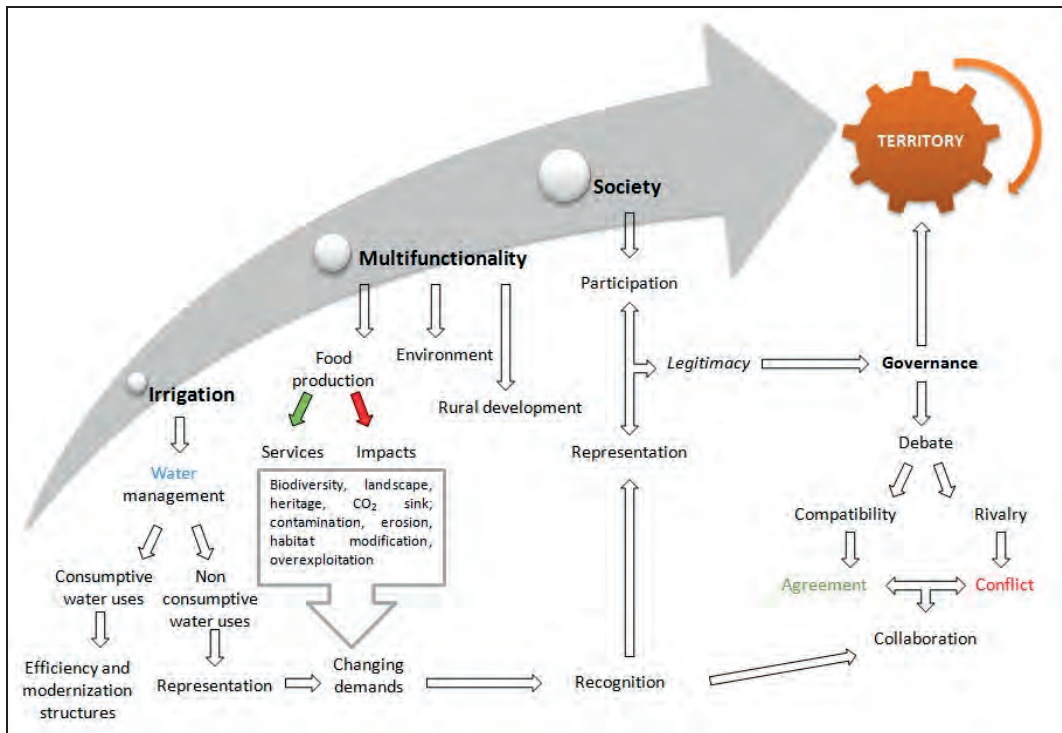 TERRITORY
Society
Multifunctionality
Participation
Food
production
Environment
Legitimacy
Governance
Irrigation
Rural development
Services
Impacts
Representation
Debate
Water
management
Biodiversity, landscape,
heritage, CO₂ sink;
contamination, erosion,
habitat modification,
overexploitation
Compatibility
Rivalry
Consumptive
water uses
Non
consumptive
water uses
Agreement
Conflict
Collaboration
Efficiency and
modernization
structures
Representation
Changing
demands
Recognition